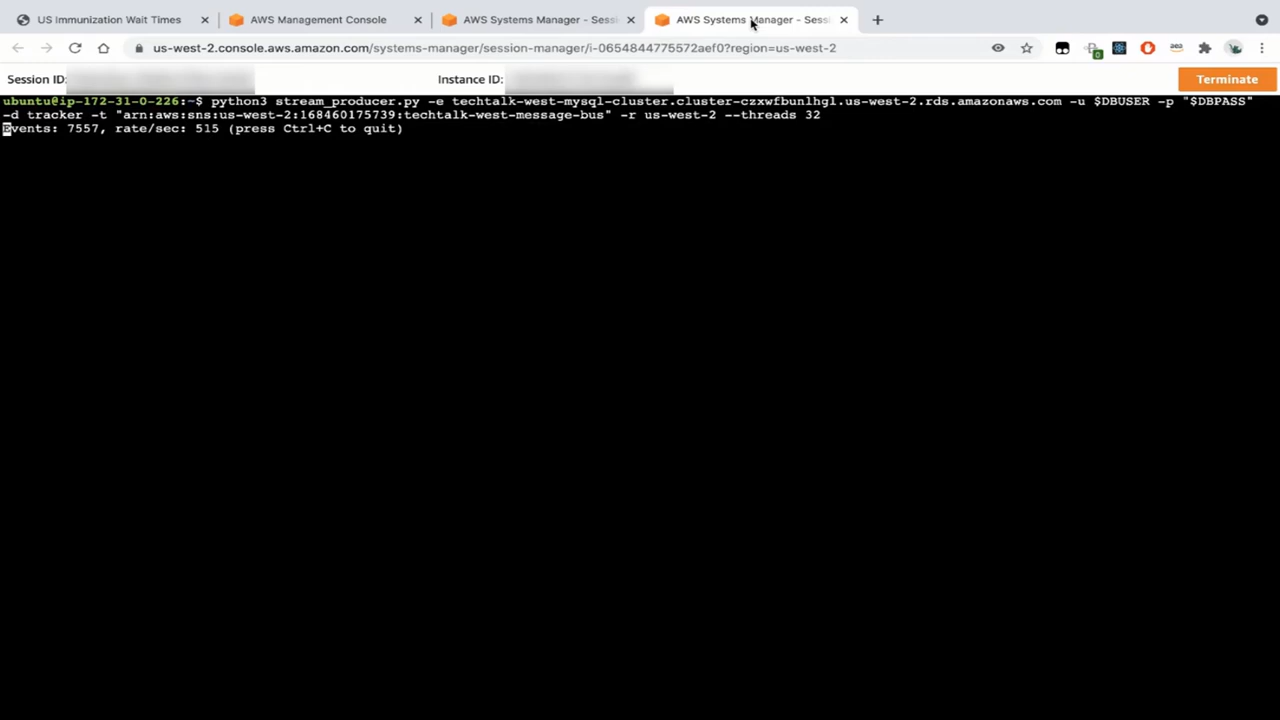 US Immunization Wait Times
AWS Management Console
AWS Systems Manager - Sessi
AWS Systems Manager - Sessi
us-west-2.console.aws.amazon.com/systems-manager/session-manager/i-0654844775572aef0?region=us-west-2
Session ID:
Instance ID:
Terminate
ubuntu@ip-172-31-0-226:~$ python3 stream_producer.py -e techtalk-west-mysql-cluster.cluster-czxwfbunlhgl.us-west-2.rds.amazonaws.com -u $DBUSER -p "$DBPASS"
-d tracker -t "arn:aws:sns:us-west-2:168460175739:techtalk-west-message-bus" -r us-west-2 --threads 32
Events: 7557, rate/sec: 515 (press Ctrl+C to quit)